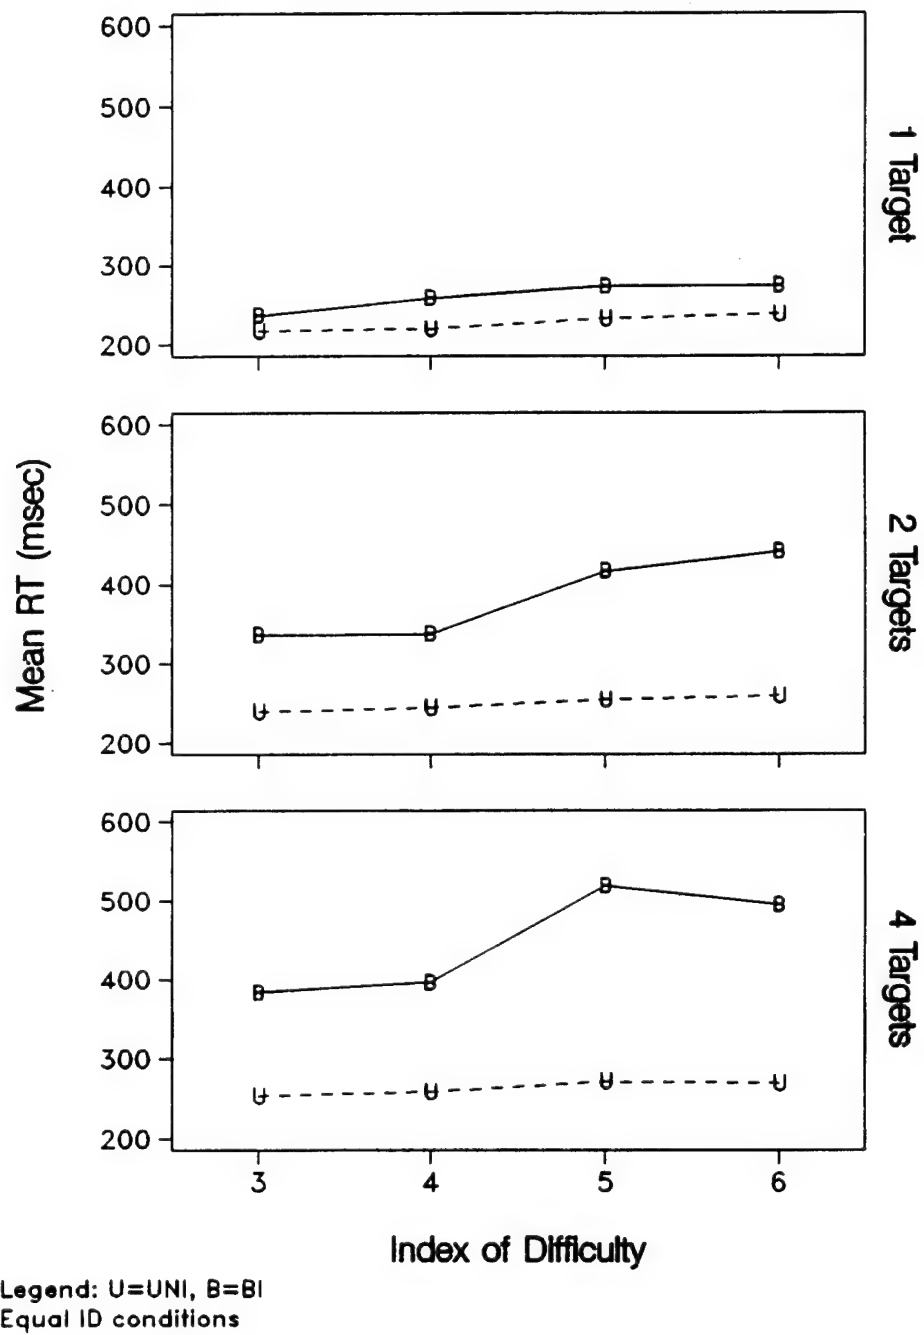 600
500
400
300
200
1 Target
B B B B
U U U U
600
500
400
300
200
2 Targets
B B B B
U U U U
Mean RT (msec)
600
500
400
300
200
4 Targets
B B B B
U U U U
3 4 5 6
Index of Difficulty
Legend: U=UNI, B=BI
Equal ID conditions